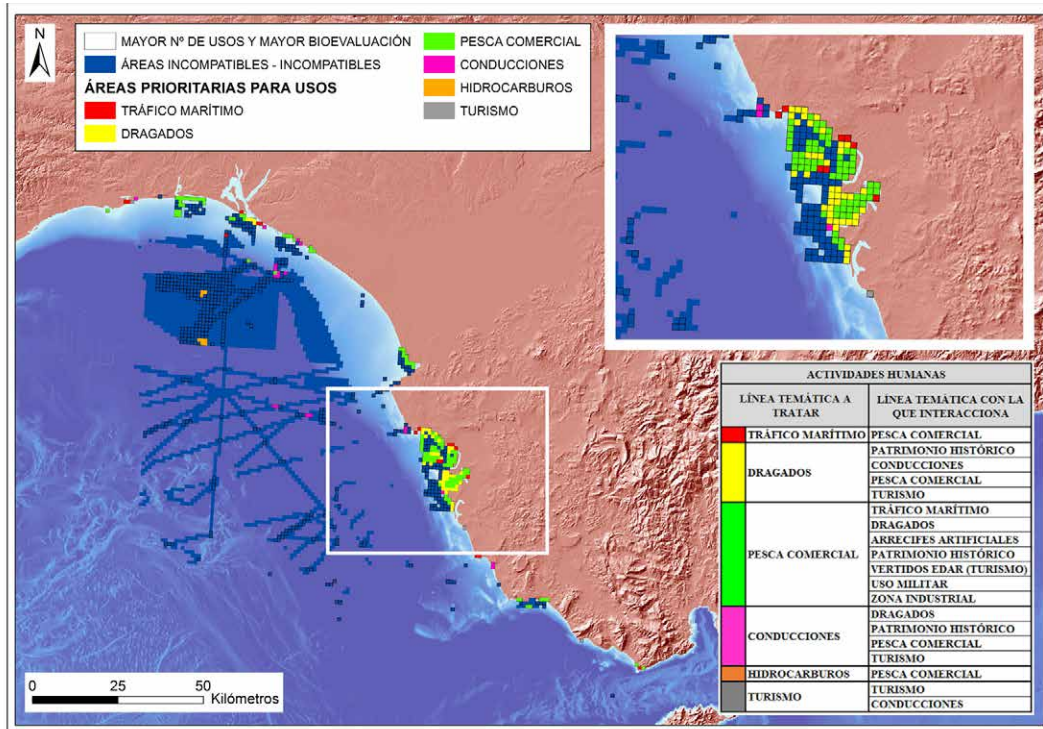 N
MAYOR Nº DE USOS Y MAYOR BIOEVALUACIÓN
ÁREAS INCOMPATIBLES - INCOMPATIBLES
ÁREAS PRIORITARIAS PARA USOS
TRÁFICO MARÍTIMO
DRAGADOS
PESCA COMERCIAL
CONDUCCIONES
HIDROCARBUROS
TURISMO
ACTIVIDADES HUMANAS
LÍNEA TEMÁTICA A
TRATAR
LÍNEA TEMÁTICA CON LA
QUE INTERACCIONA
TRÁFICO MARÍTIMO
PESCA COMERCIAL
DRAGADOS
PATRIMONIO HISTÓRICO
CONDUCCIONES
PESCA COMERCIAL
TURISMO
PESCA COMERCIAL
TRÁFICO MARÍTIMO
DRAGADOS
ARRECIFES ARTIFICIALES
PATRIMONIO HISTÓRICO
VERTIDOS EDAR (TURISMO)
USO MILITAR
ZONA INDUSTRIAL
CONDUCCIONES
DRAGADOS
PATRIMONIO HISTÓRICO
PESCA COMERCIAL
TURISMO
HIDROCARBUROS
PESCA COMERCIAL
TURISMO
TURISMO
CONDUCCIONES
0 25 50
Kilómetros